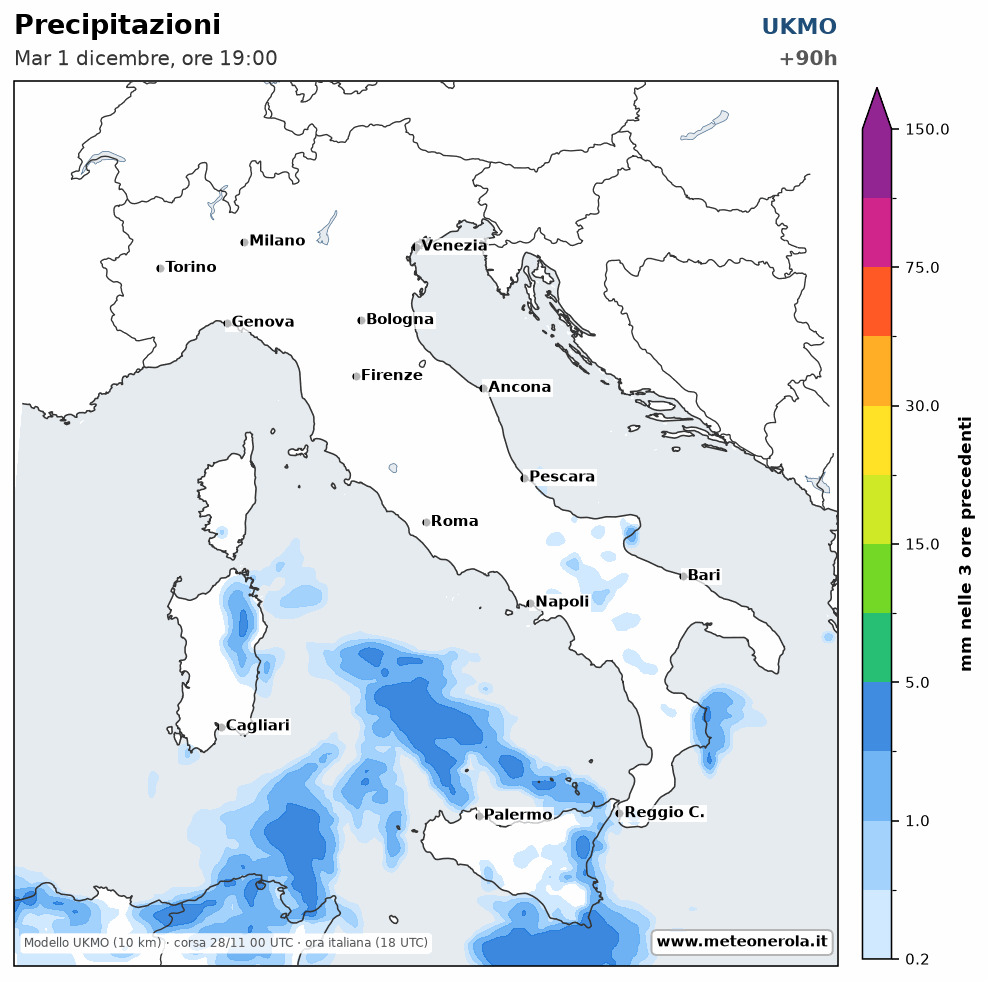 Precipitazioni
UKMO
Mar 1 dicembre, ore 19:00
+90h
150.0
75.0
30.0
15.0
5.0
1.0
0.2
mm nelle 3 ore precedenti
Milano
Venezia
Torino
Genova
Bologna
Firenze
Ancona
Pescara
Roma
Bari
Napoli
Cagliari
Palermo
Reggio C.
Modello UKMO (10 km) · corsa 28/11 00 UTC · ora italiana (18 UTC)
www.meteonerola.it